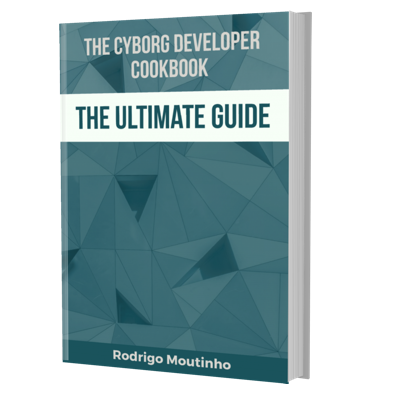 THE CYBORG DEVELOPER
COOKBOOK
THE ULTIMATE GUIDE
Rodrigo Moutinho